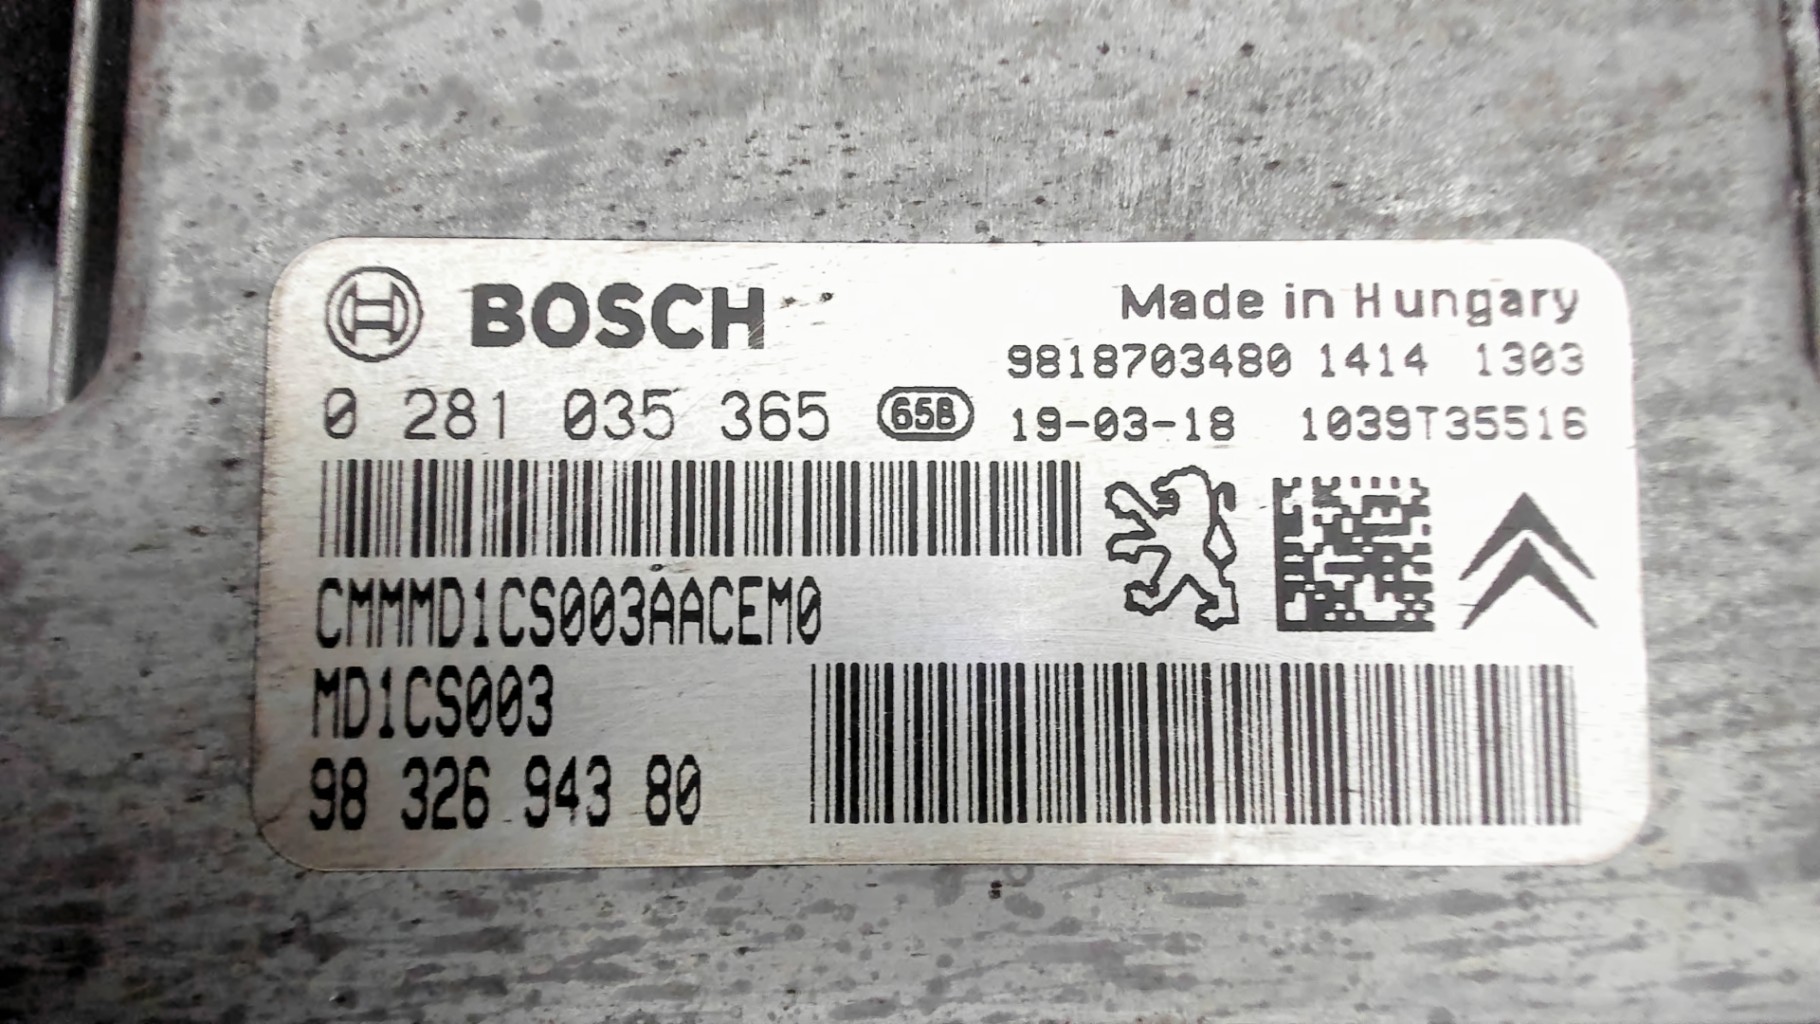 BOSCH
Made in Hungary
9818703480 1414 1303
0 281 035 365 65B
19-03-18 1039T35516
CMMMD1CS003AACEM0
MD1CS003
98 326 943 80